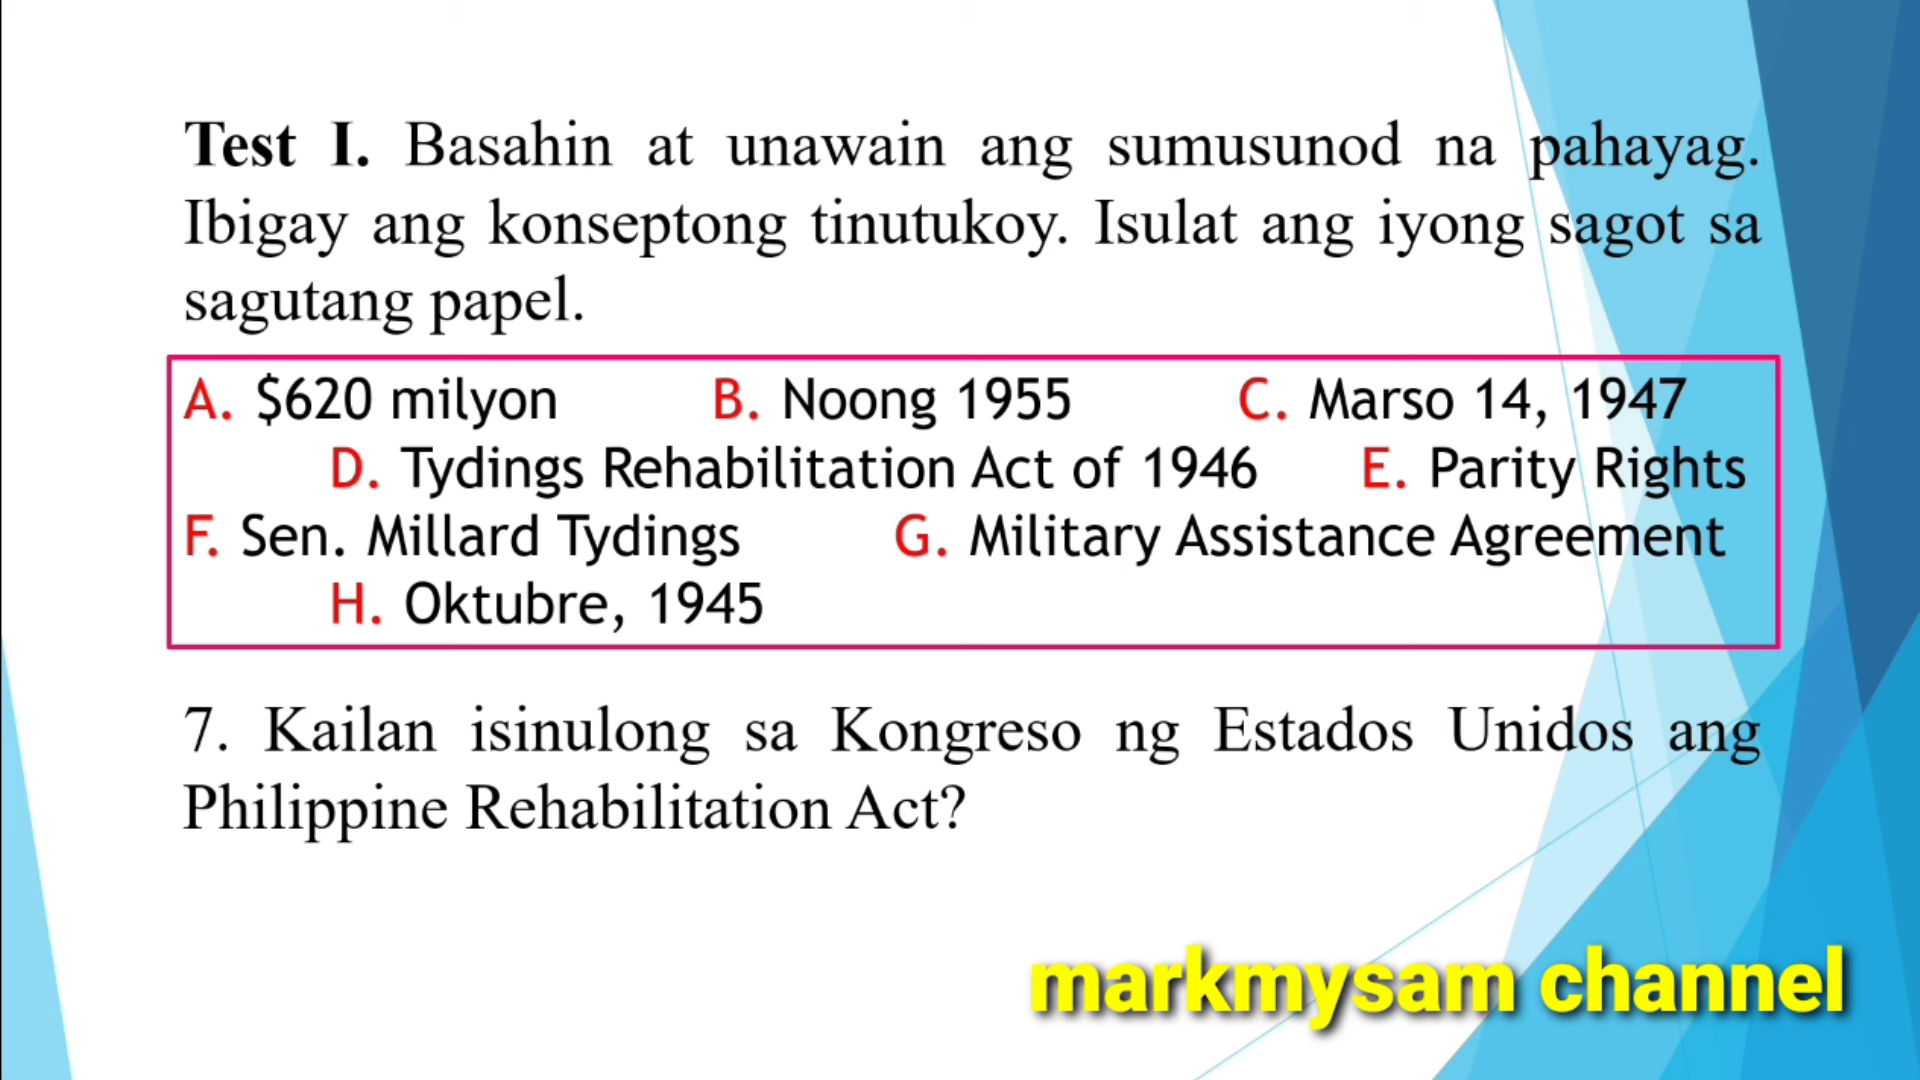 Test I. Basahin at unawain ang sumusunod na pahayag.
Ibigay ang konseptong tinutukoy. Isulat ang iyong sagot sa
sagutang papel.
A. $620 milyon B. Noong 1955 C. Marso 14, 1947
D. Tydings Rehabilitation Act of 1946 E. Parity Rights
F. Sen. Millard Tydings G. Military Assistance Agreement
H. Oktubre, 1945
7. Kailan isinulong sa Kongreso ng Estados Unidos ang
Philippine Rehabilitation Act?
markmysam channel